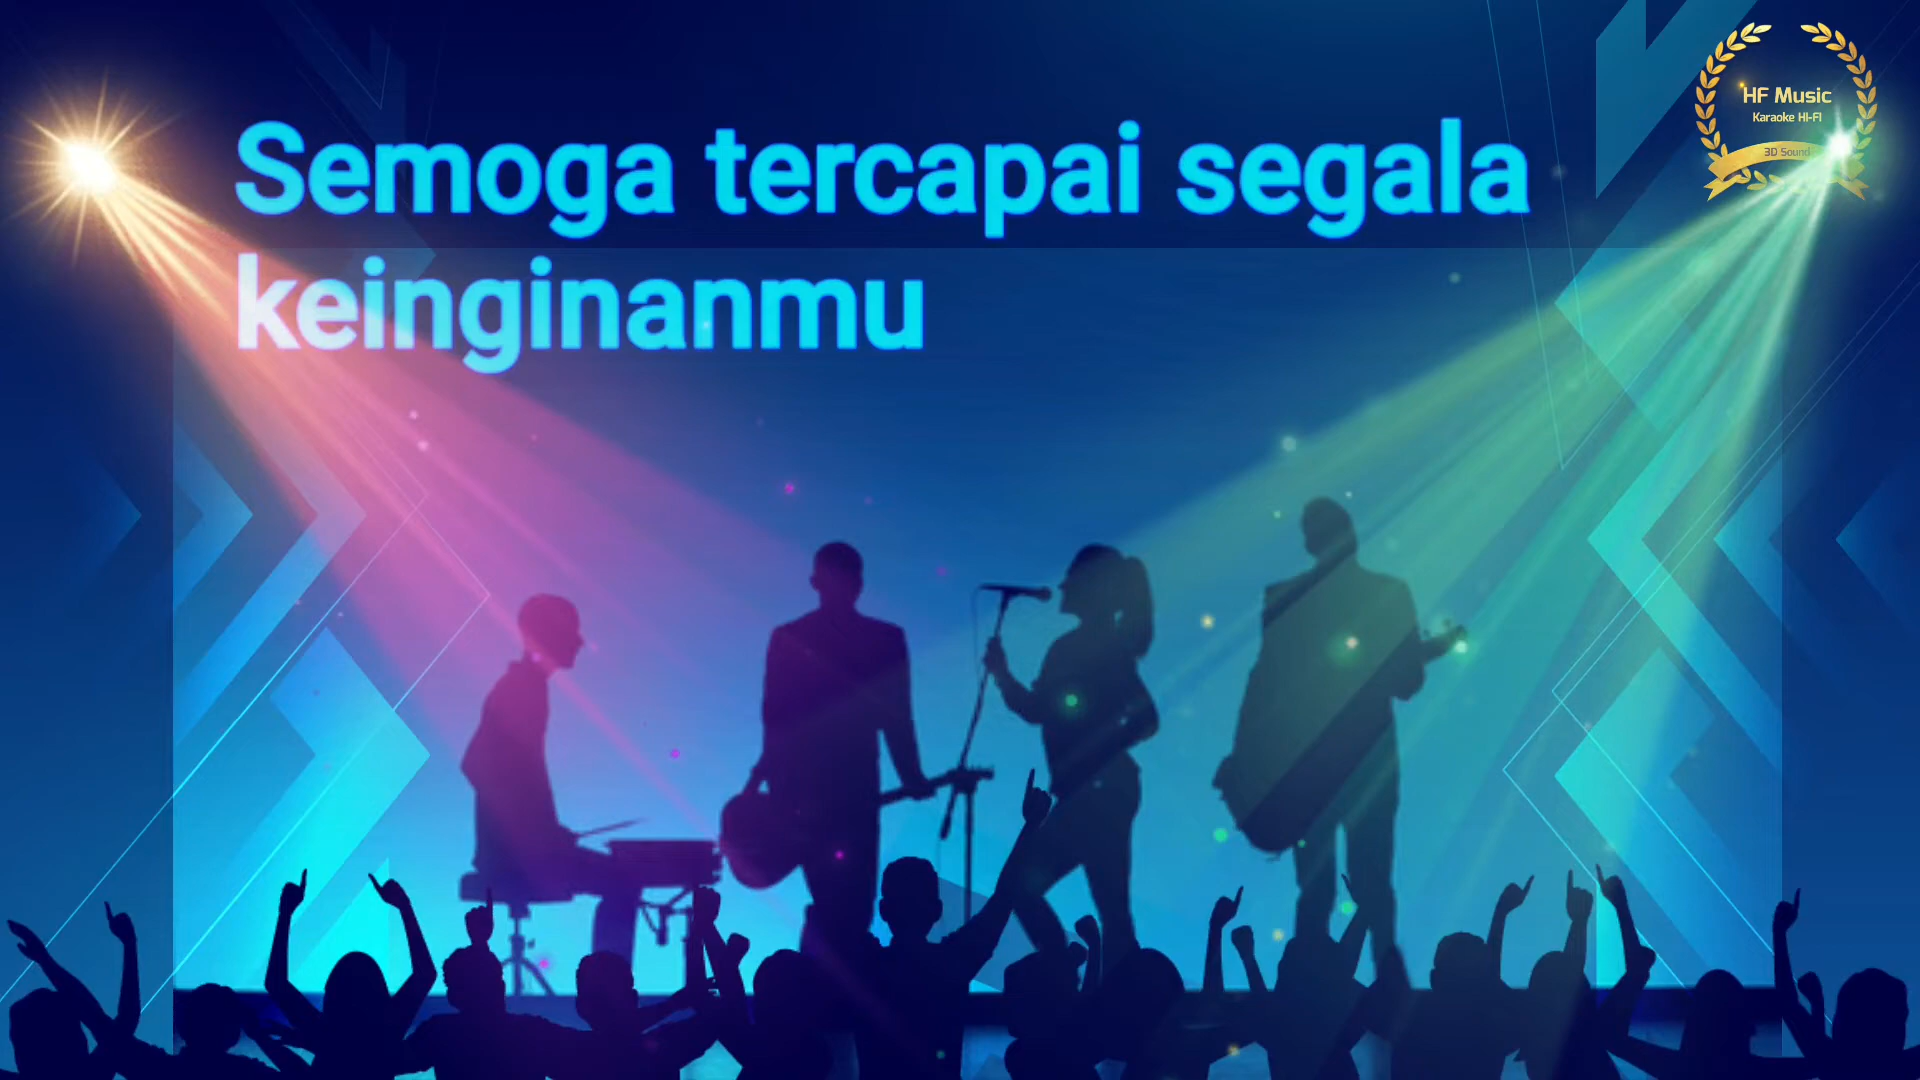 Semoga tercapai segala
keinginanmu
HF Music
Karaoke HI-FI
3D Sound